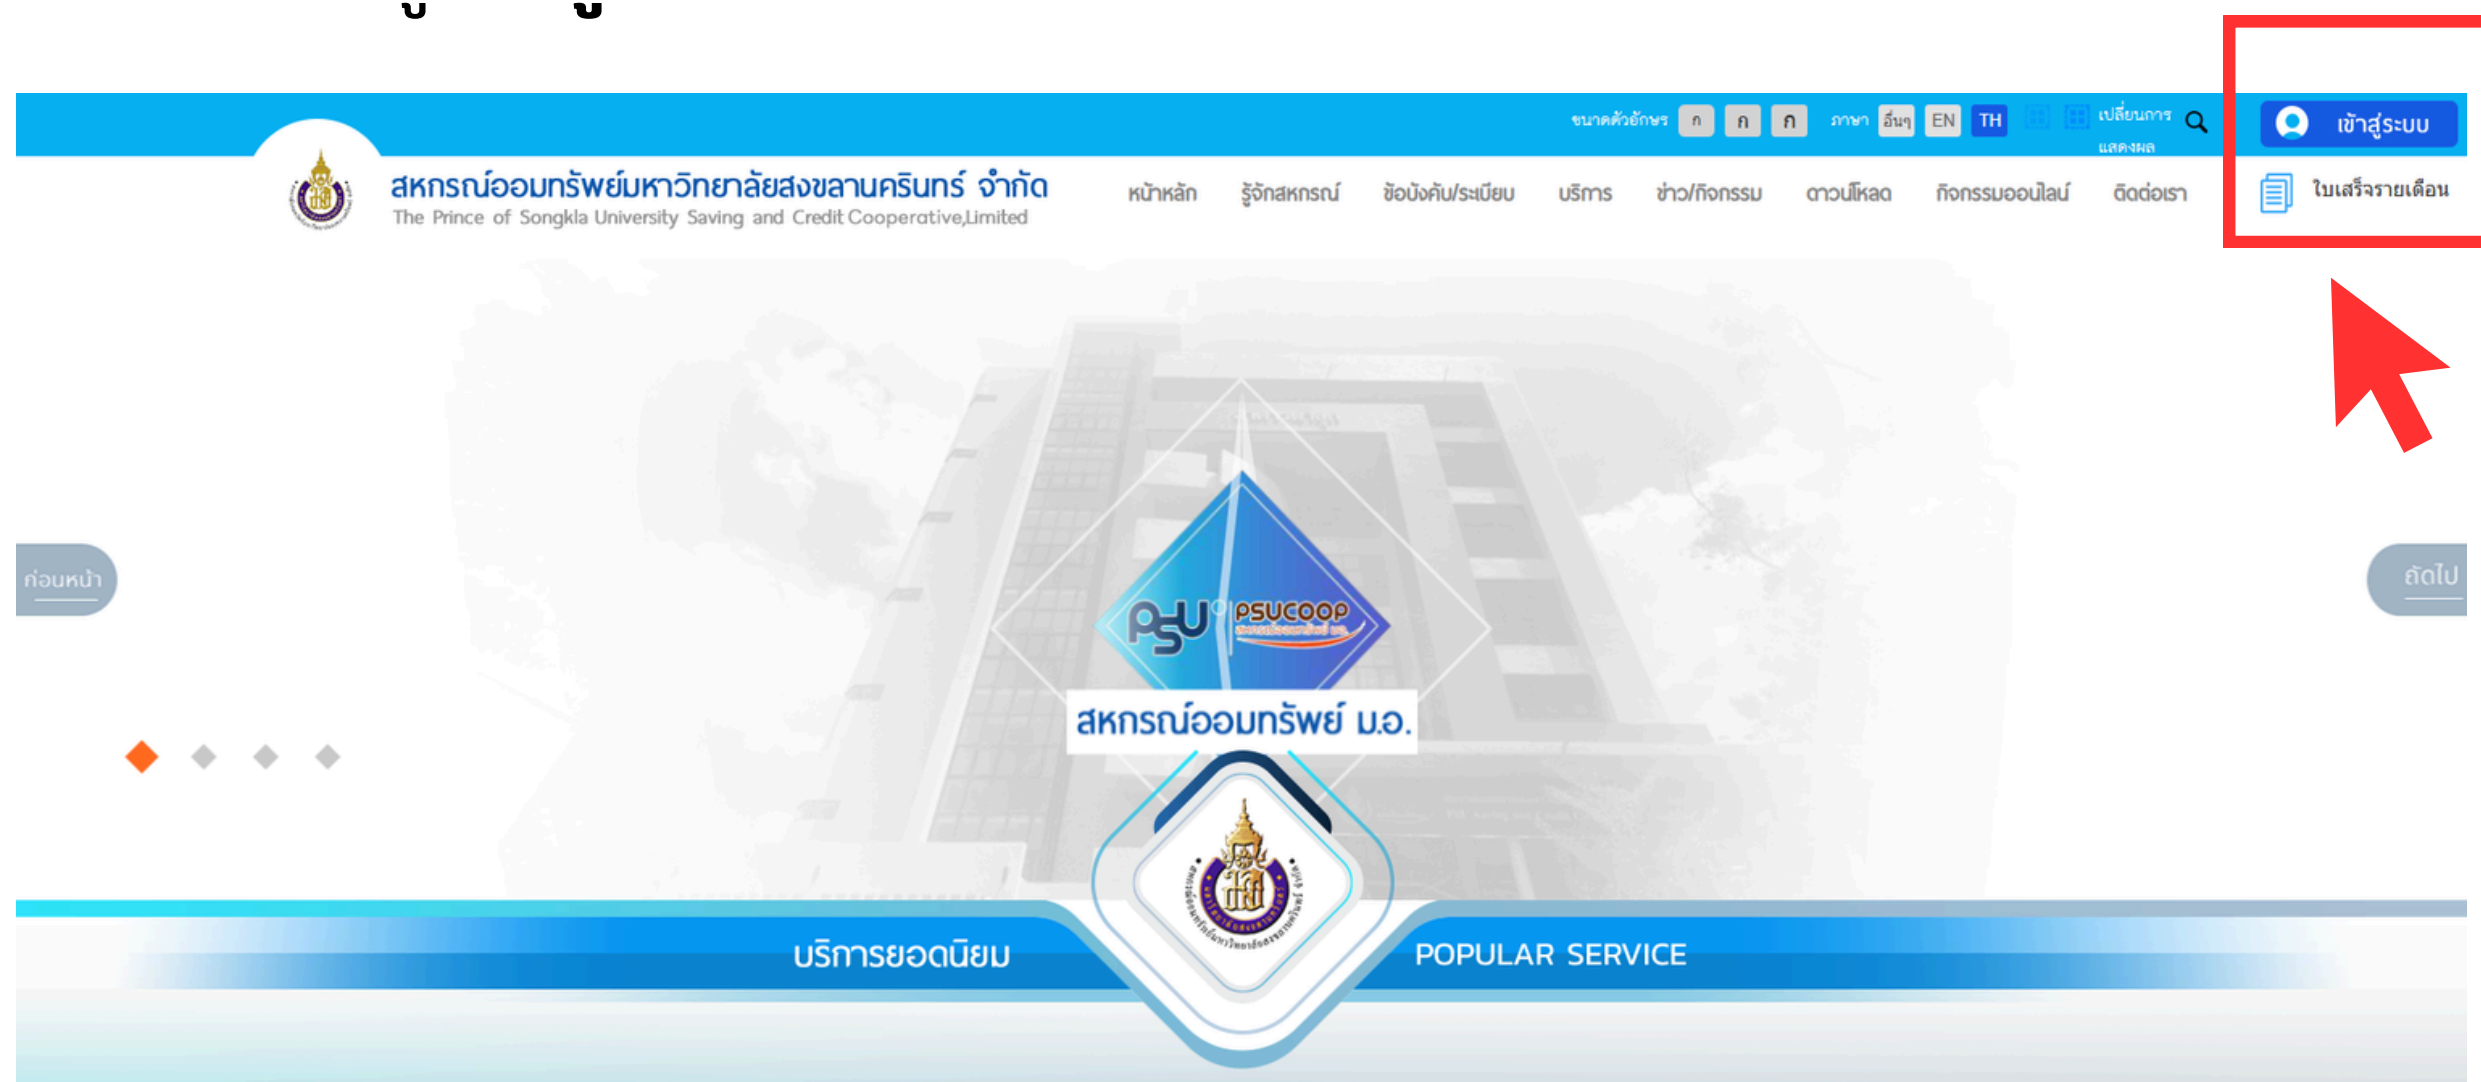 ขนาดตัวอักษร ก ก ก ภาษา อื่นๆ EN TH เปลี่ยนการแสดงผล
เข้าสู่ระบบ
ใบเสร็จรายเดือน
สหกรณ์ออมทรัพย์มหาวิทยาลัยสงขลานครินทร์ จำกัด
The Prince of Songkla University Saving and Credit Cooperative,Limited
หน้าหลัก รู้จักสหกรณ์ ข้อบังคับ/ระเบียบ บริการ ข่าว/กิจกรรม ดาวน์โหลด กิจกรรมออนไลน์ ติดต่อเรา
ก่อนหน้า
ถัดไป
PSU PSUCOOP
สหกรณ์ออมทรัพย์ ม.อ.
บริการยอดนิยม
POPULAR SERVICE